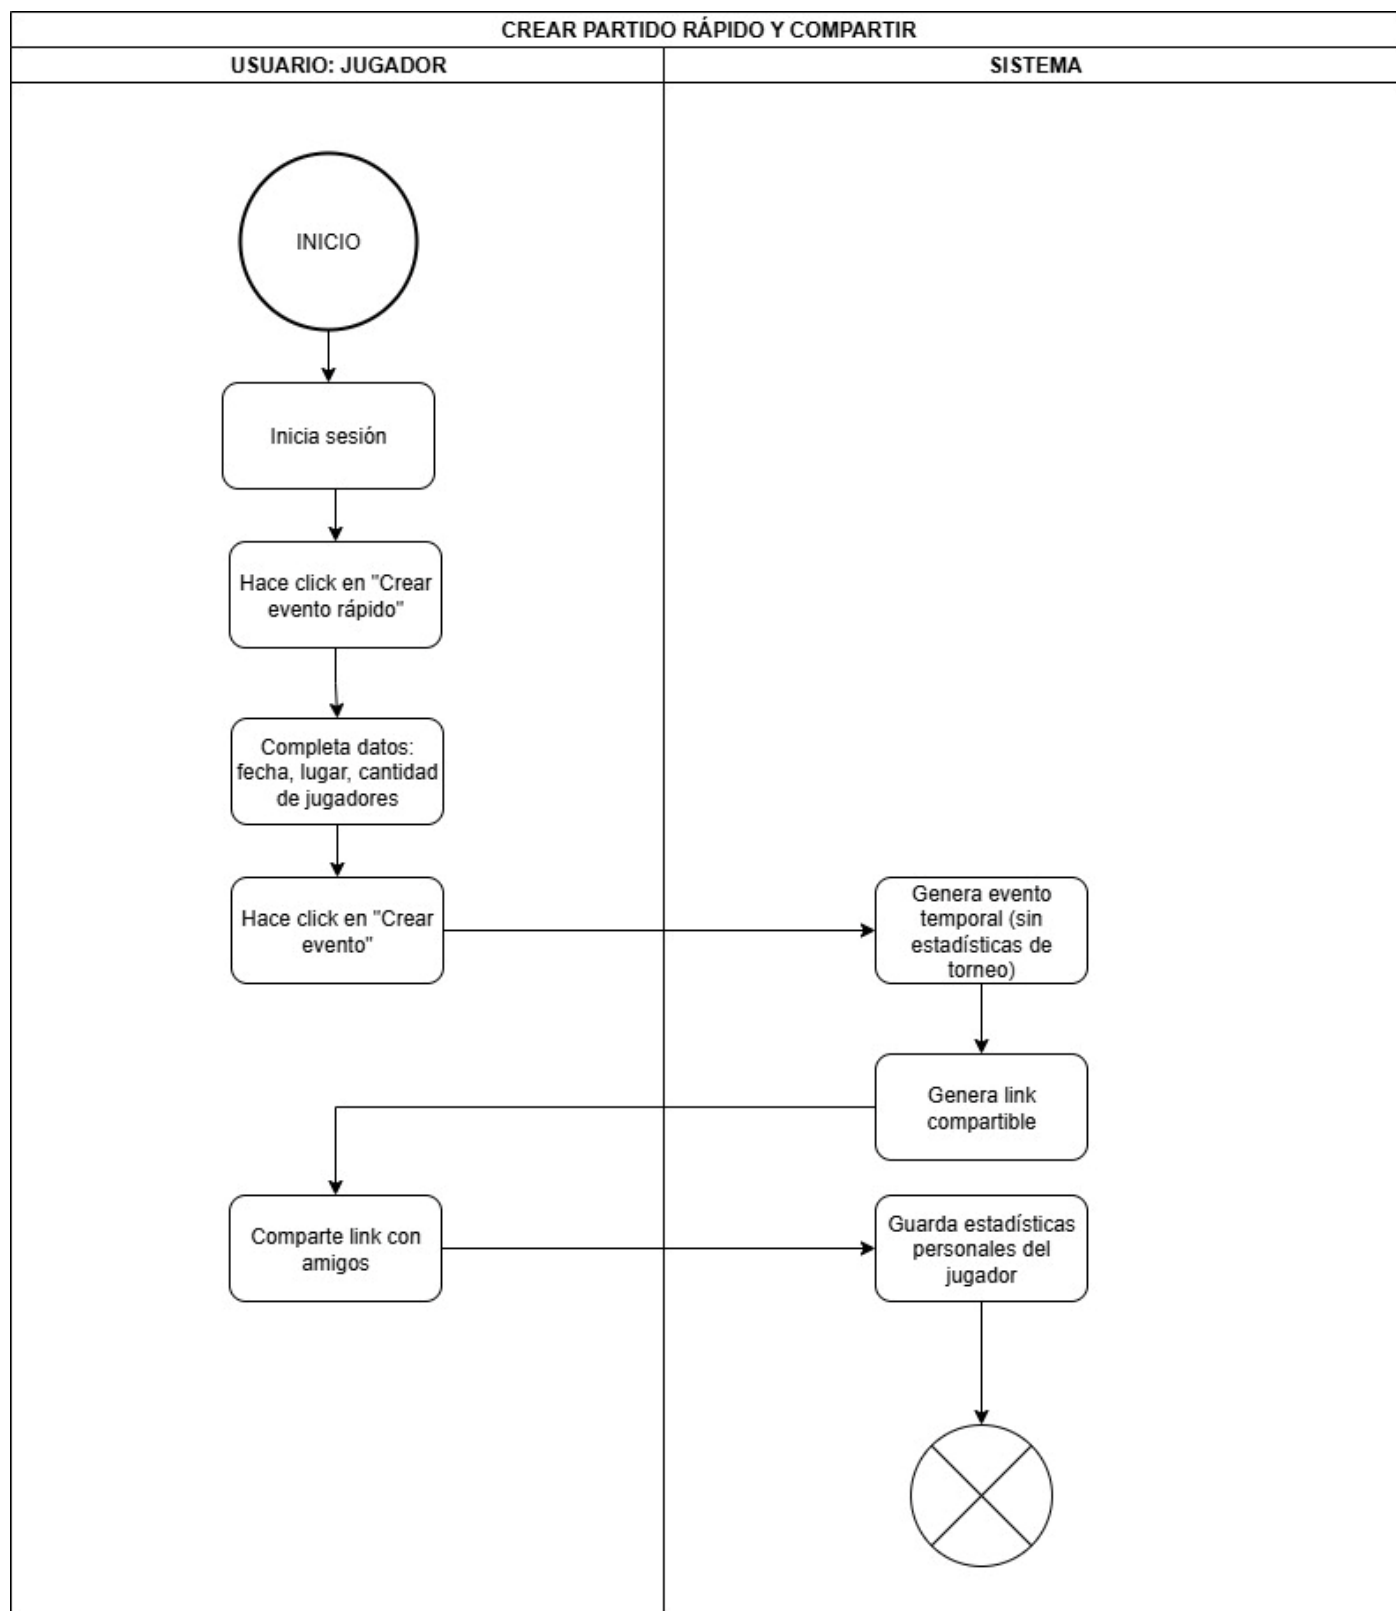 CREAR PARTIDO RÁPIDO Y COMPARTIR
USUARIO: JUGADOR
SISTEMA
INICIO
Inicia sesión
Hace click en "Crear
evento rápido"
Completa datos:
fecha, lugar, cantidad
de jugadores
Hace click en "Crear
evento"
Genera evento
temporal (sin
estadísticas de
torneo)
Genera link
compartible
Comparte link con
amigos
Guarda estadísticas
personales del
jugador